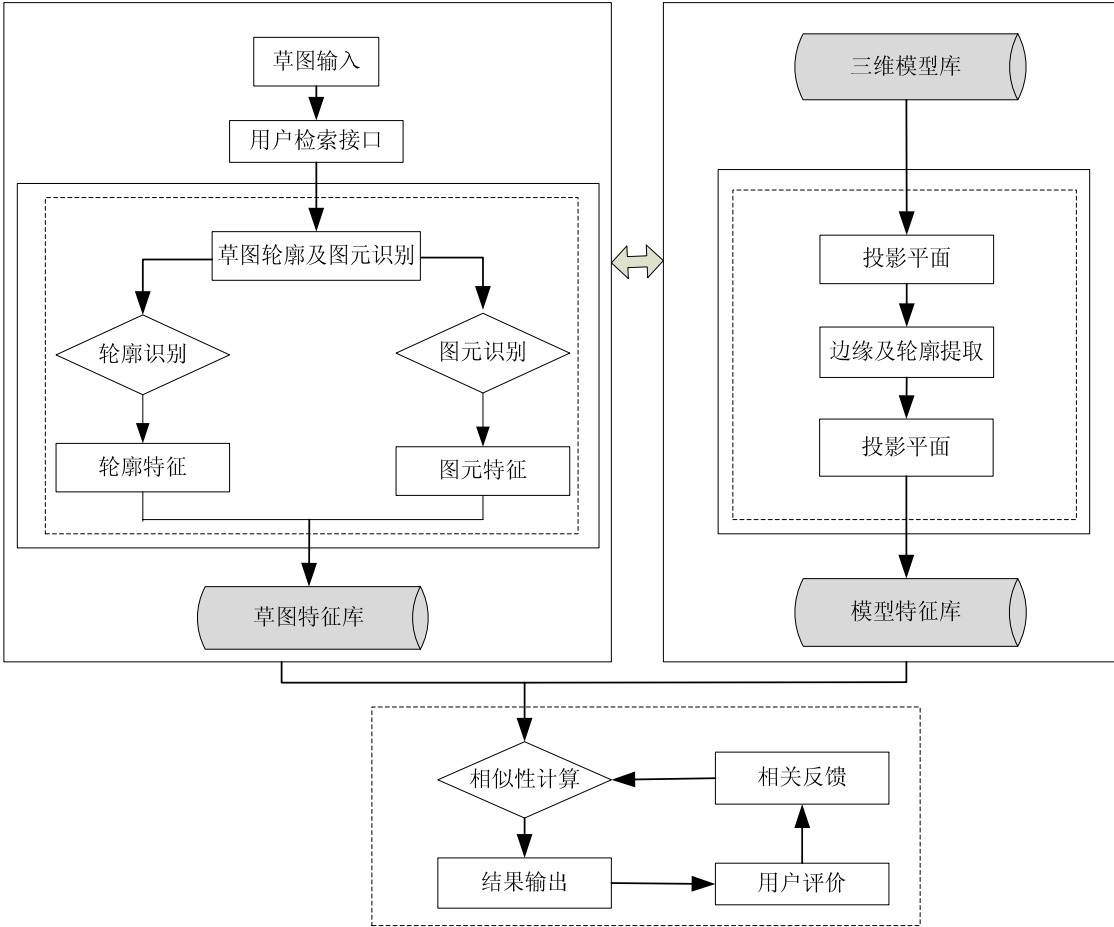 草图输入
用户检索接口
草图轮廓及图元识别
轮廓识别
图元识别
轮廓特征
图元特征
草图特征库
三维模型库
投影平面
边缘及轮廓提取
投影平面
模型特征库
相似性计算
相关反馈
结果输出
用户评价